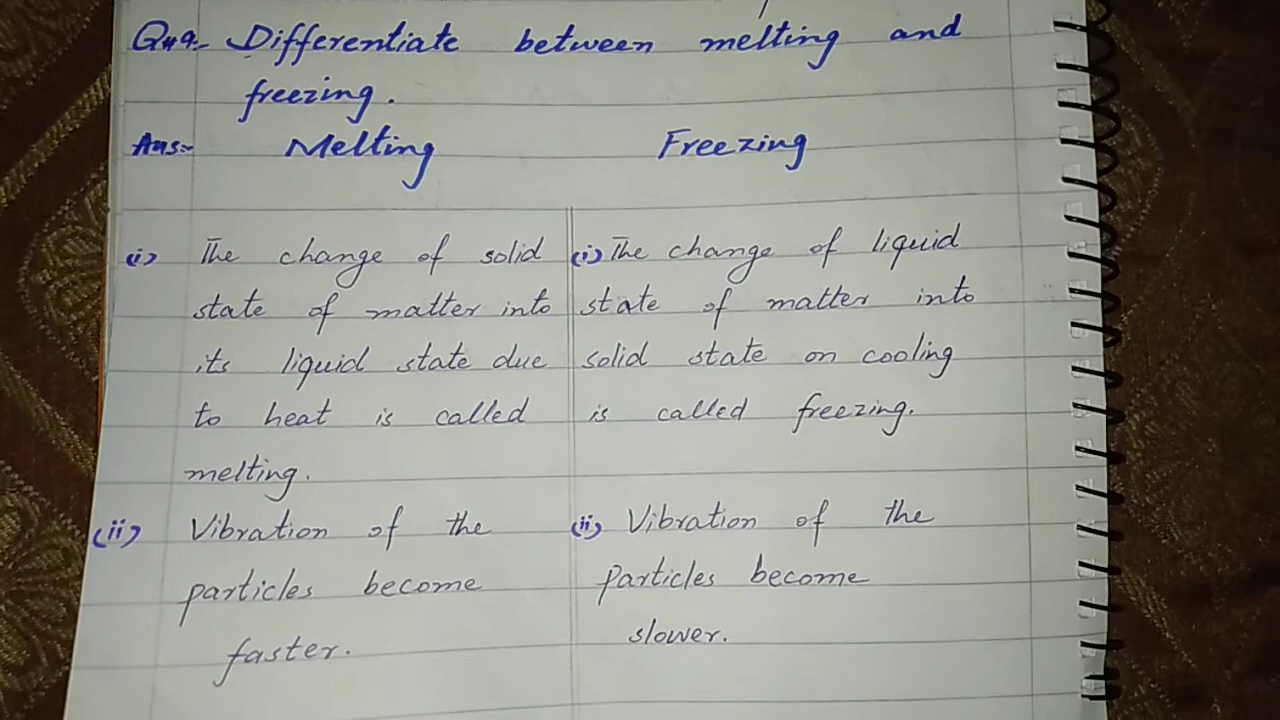 Q#9:- Differentiate between melting and
freezing.
Ans:- Melting Freezing
(i) The change of solid
state of matter into
its liquid state due
to heat is called
melting.
(ii) Vibration of the
particles become
faster.
(i) The change of liquid
state of matter into
solid state on cooling
is called freezing.
(ii) Vibration of the
Particles become
slower.